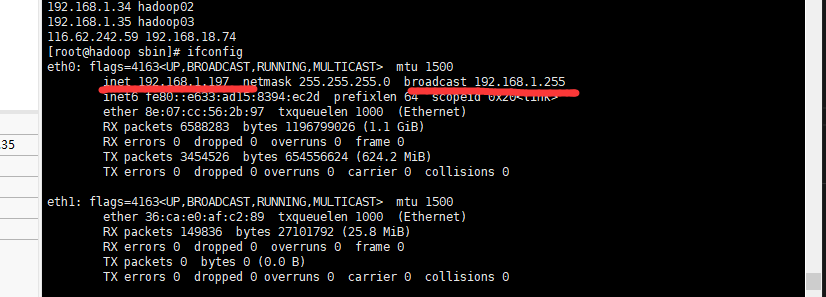 192.168.1.34 hadoop02
192.168.1.35 hadoop03
116.62.242.59 192.168.18.74
[root@hadoop sbin]# ifconfig
eth0: flags=4163<UP,BROADCAST,RUNNING,MULTICAST>  mtu 1500
        inet 192.168.1.197  netmask 255.255.255.0  broadcast 192.168.1.255
        inet6 fe80::e633:ad15:8394:ec2d  prefixlen 64  scopeid 0x20<link>
        ether 8e:07:cc:56:2b:97  txqueuelen 1000  (Ethernet)
        RX packets 6588283  bytes 1196799026 (1.1 GiB)
        RX errors 0  dropped 0  overruns 0  frame 0
.35
        TX packets 3454526  bytes 654556624 (624.2 MiB)
        TX errors 0  dropped 0 overruns 0  carrier 0  collisions 0
eth1: flags=4163<UP,BROADCAST,RUNNING,MULTICAST>  mtu 1500
        ether 36:ca:e0:af:c2:89  txqueuelen 1000  (Ethernet)
        RX packets 149836  bytes 27101792 (25.8 MiB)
        RX errors 0  dropped 0  overruns 0  frame 0
        TX packets 0  bytes 0 (0.0 B)
        TX errors 0  dropped 0 overruns 0  carrier 0  collisions 0